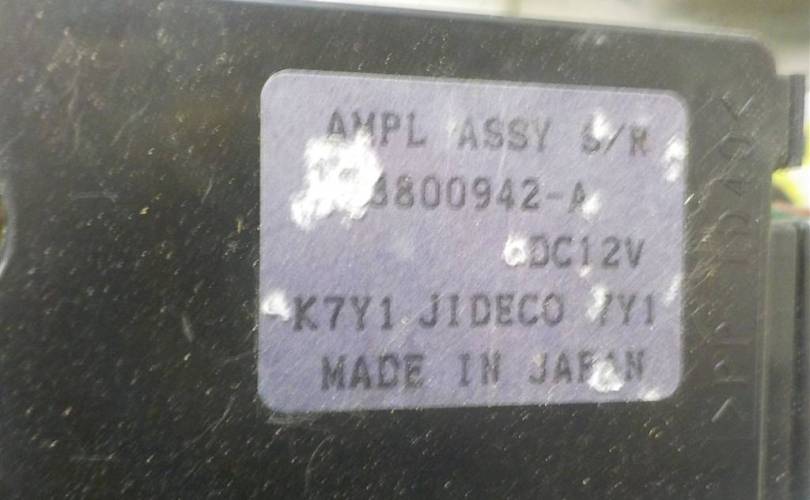 AMPL ASSY S/R
3800942-A
DC12V
K7Y1 JIDECO 7Y1
MADE IN JAPAN